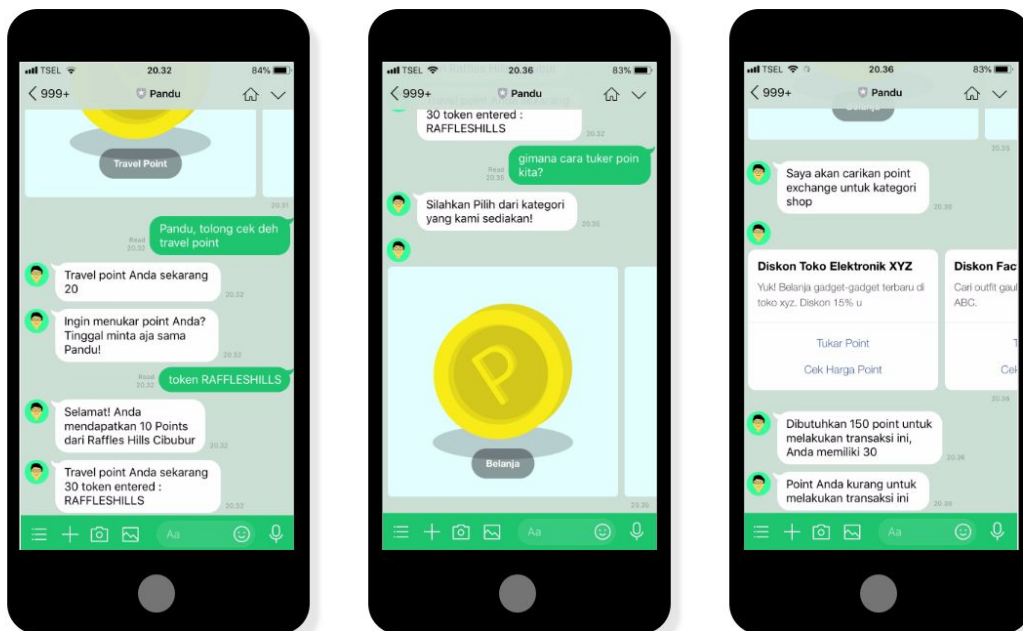 TSEL 20.32 84%
999+ Pandu
Travel Point
20.31
Pandu, tolong cek deh
travel point
Read
20.32
Travel point Anda sekarang
20
20.32
Ingin menukar point Anda?
Tinggal minta aja sama
Pandu!
20.32
Read
20.32
token RAFFLESHILLS
Selamat! Anda
mendapatkan 10 Points
dari Raffles Hills Cibubur
20.32
Travel point Anda sekarang
30 token entered :
RAFFLESHILLS
20.32
Aa
TSEL 20.36 83%
999+ Pandu
30 token entered :
RAFFLESHILLS
20.32
gimana cara tuker poin
kita?
Read
20.35
Silahkan Pilih dari kategori
yang kami sediakan!
Belanja
Aa
TSEL 20.36 83%
999+ Pandu
Belanja
Saya akan carikan point
exchange untuk kategori
shop
20.36
Diskon Toko Elektronik XYZ
Yuk! Belanja gadget-gadget terbaru di
toko xyz. Diskon 15% u
Tukar Point
Cek Harga Point
Diskon Fac
Cari outfit gaul
ABC.
T
Cek
20.36
Dibutuhkan 150 point untuk
melakukan transaksi ini,
Anda memiliki 30
20.36
Point Anda kurang untuk
melakukan transaksi ini
20.36
Aa